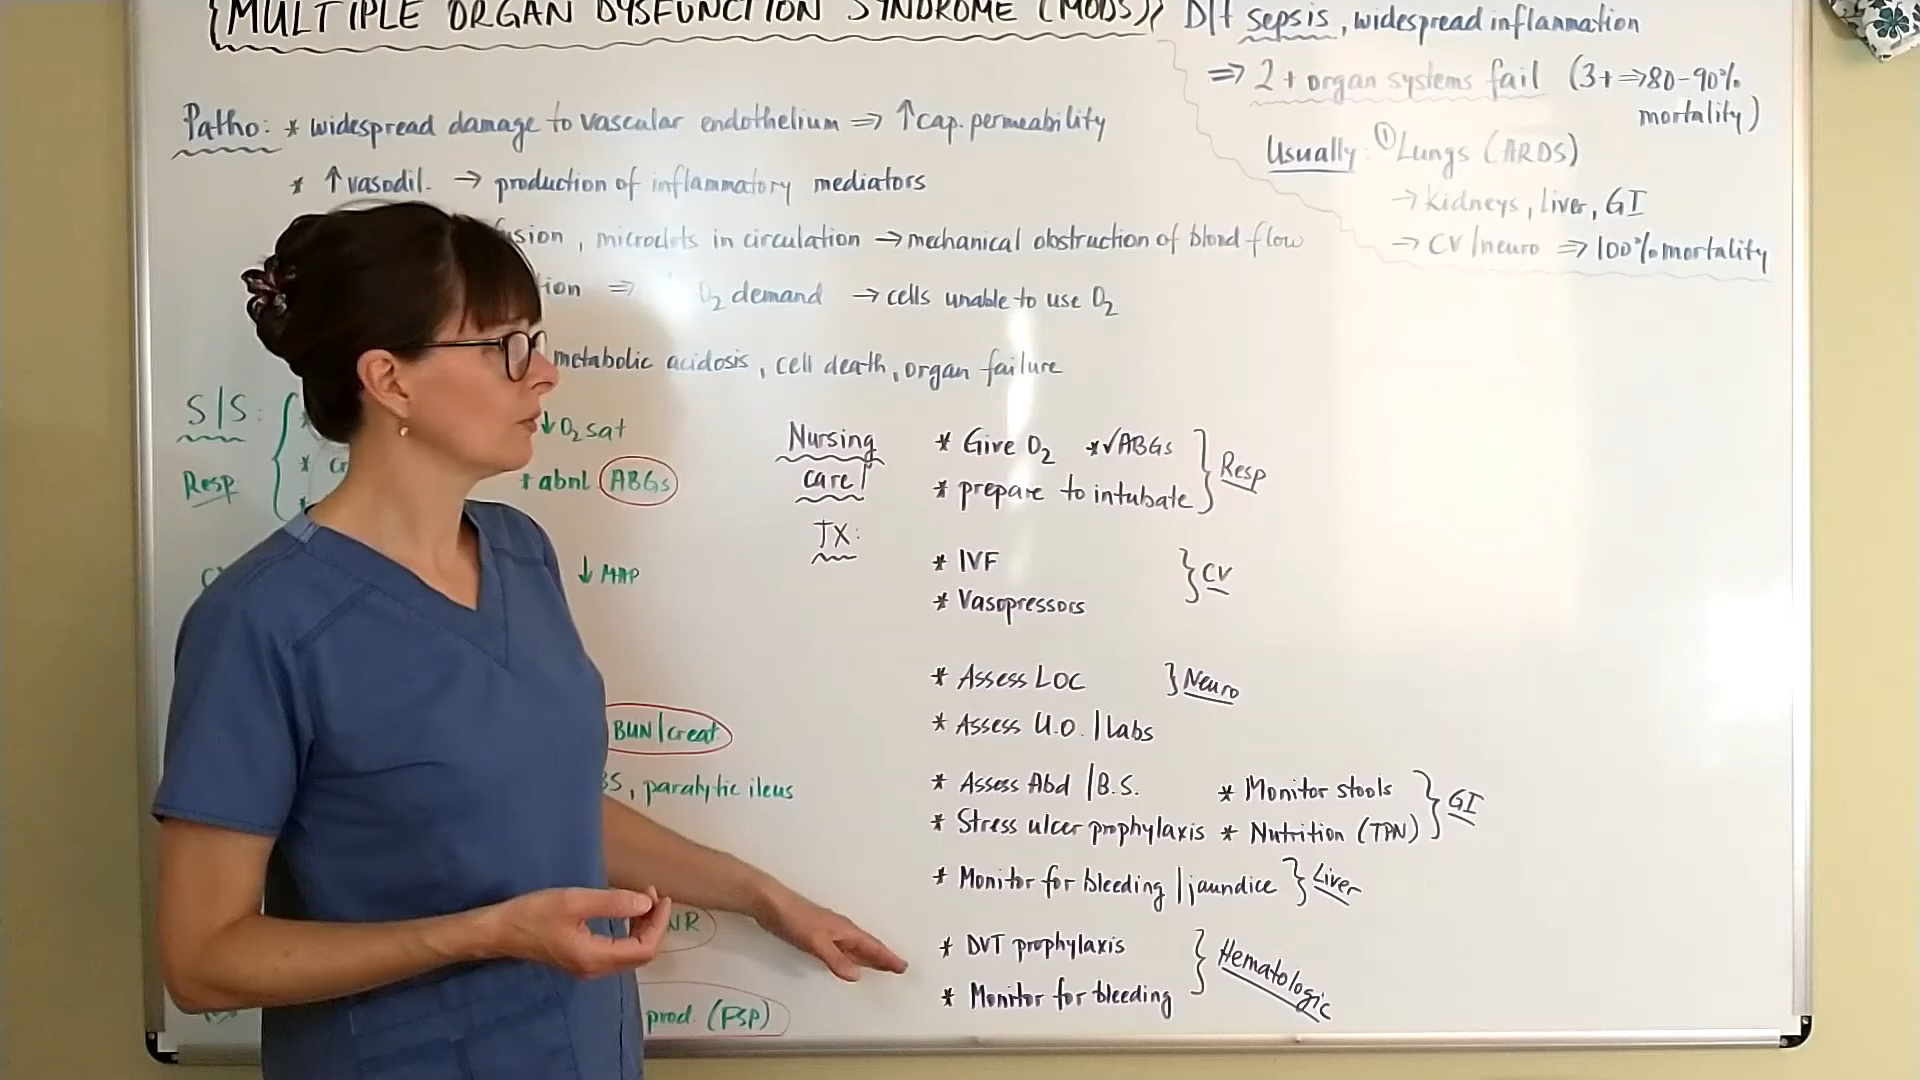 MULTIPLE ORGAN DYSFUNCTION SYNDROME (MODS)
D/t sepsis, widespread inflammation
=> 2+ organ systems fail (3+ => 80-90% mortality)
Usually: ① Lungs (ARDS)
→ kidneys, liver, GI
→ CV/neuro => 100% mortality
Patho: * widespread damage to vascular endothelium => ↑cap. permeability
* ↑vasodil. → production of inflammatory mediators
, microclots in circulation → mechanical obstruction of blood flow
=> O2 demand → cells unable to use O2
metabolic acidosis, cell death, organ failure
S/S:
Resp
↓O2 sat
* abnl ABGs
↓ MAP
BUN/creat.
BS, paralytic ileus
prod. (FSP)
Nursing care/
TX:
* Give O2 *√ABGs } Resp
* prepare to intubate
* IVF } CV
* Vasopressors
* Assess LOC } Neuro
* Assess U.O. / Labs
* Assess Abd / B.S. * Monitor stools } GI
* Stress ulcer prophylaxis * Nutrition (TPN)
* Monitor for bleeding / jaundice } Liver
* DVT prophylaxis } Hematologic
* Monitor for bleeding